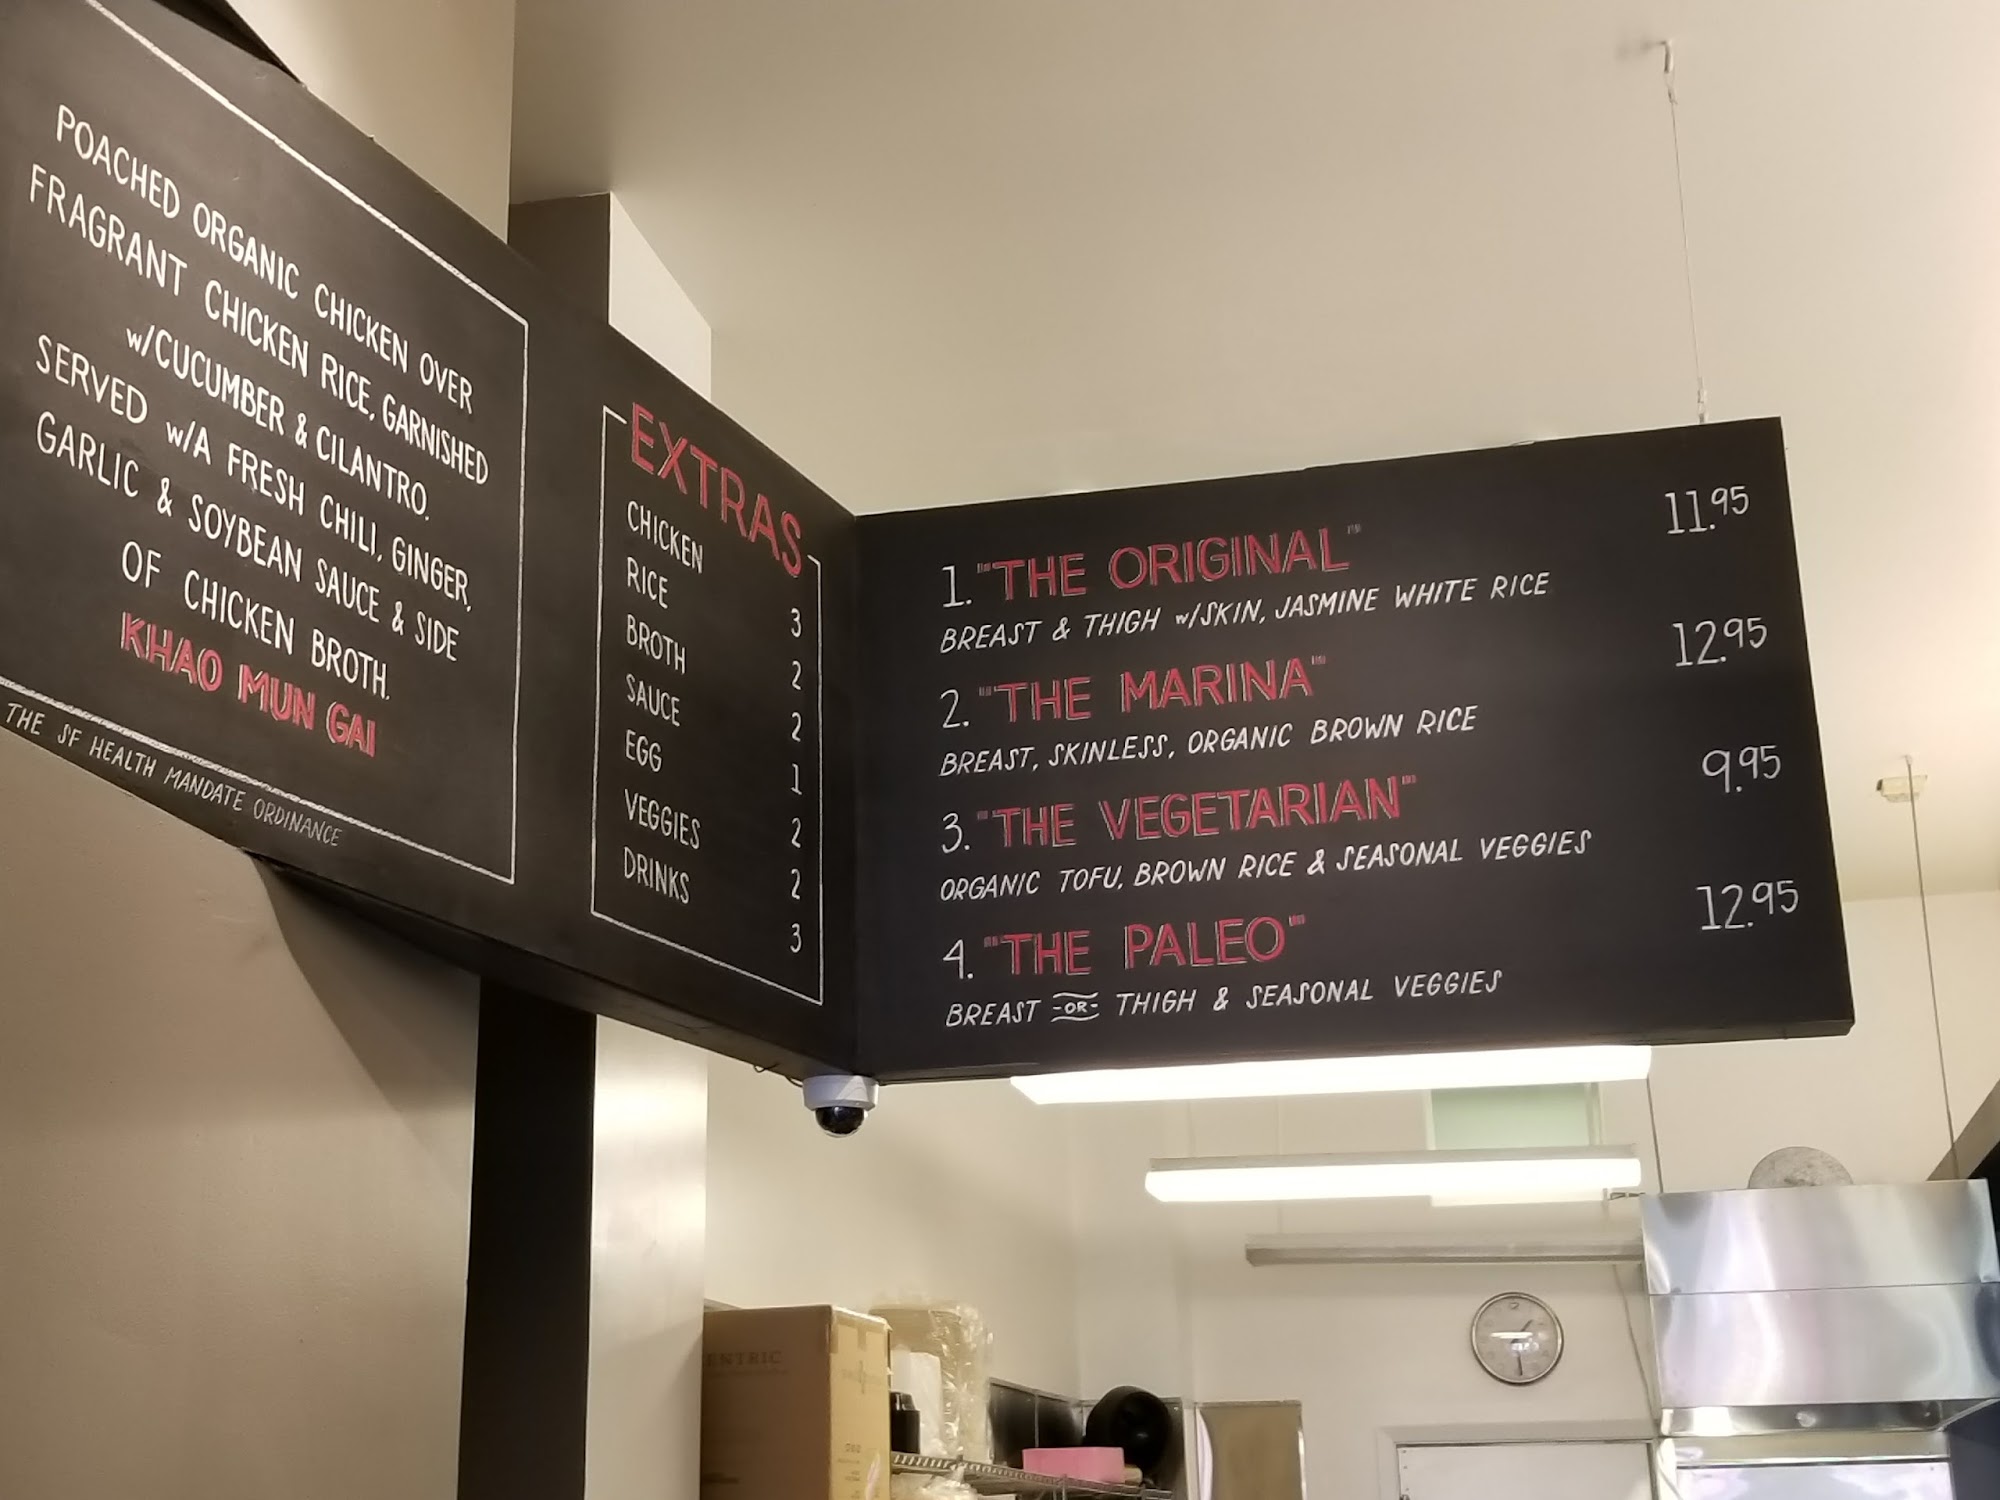 POACHED ORGANIC CHICKEN OVER
FRAGRANT CHICKEN RICE, GARNISHED
w/CUCUMBER & CILANTRO.
SERVED w/A FRESH CHILI, GINGER,
GARLIC & SOYBEAN SAUCE & SIDE
OF CHICKEN BROTH.
KHAO MUN GAI
THE SF HEALTH MANDATE ORDINANCE
EXTRAS
CHICKEN 3
RICE 2
BROTH 2
SAUCE 1
EGG 2
VEGGIES 2
DRINKS 3
1. "THE ORIGINAL" 11.95
BREAST & THIGH w/SKIN, JASMINE WHITE RICE
2. "THE MARINA" 12.95
BREAST, SKINLESS, ORGANIC BROWN RICE
3. "THE VEGETARIAN" 9.95
ORGANIC TOFU, BROWN RICE & SEASONAL VEGGIES
4. "THE PALEO" 12.95
BREAST -OR- THIGH & SEASONAL VEGGIES
ENTRIC